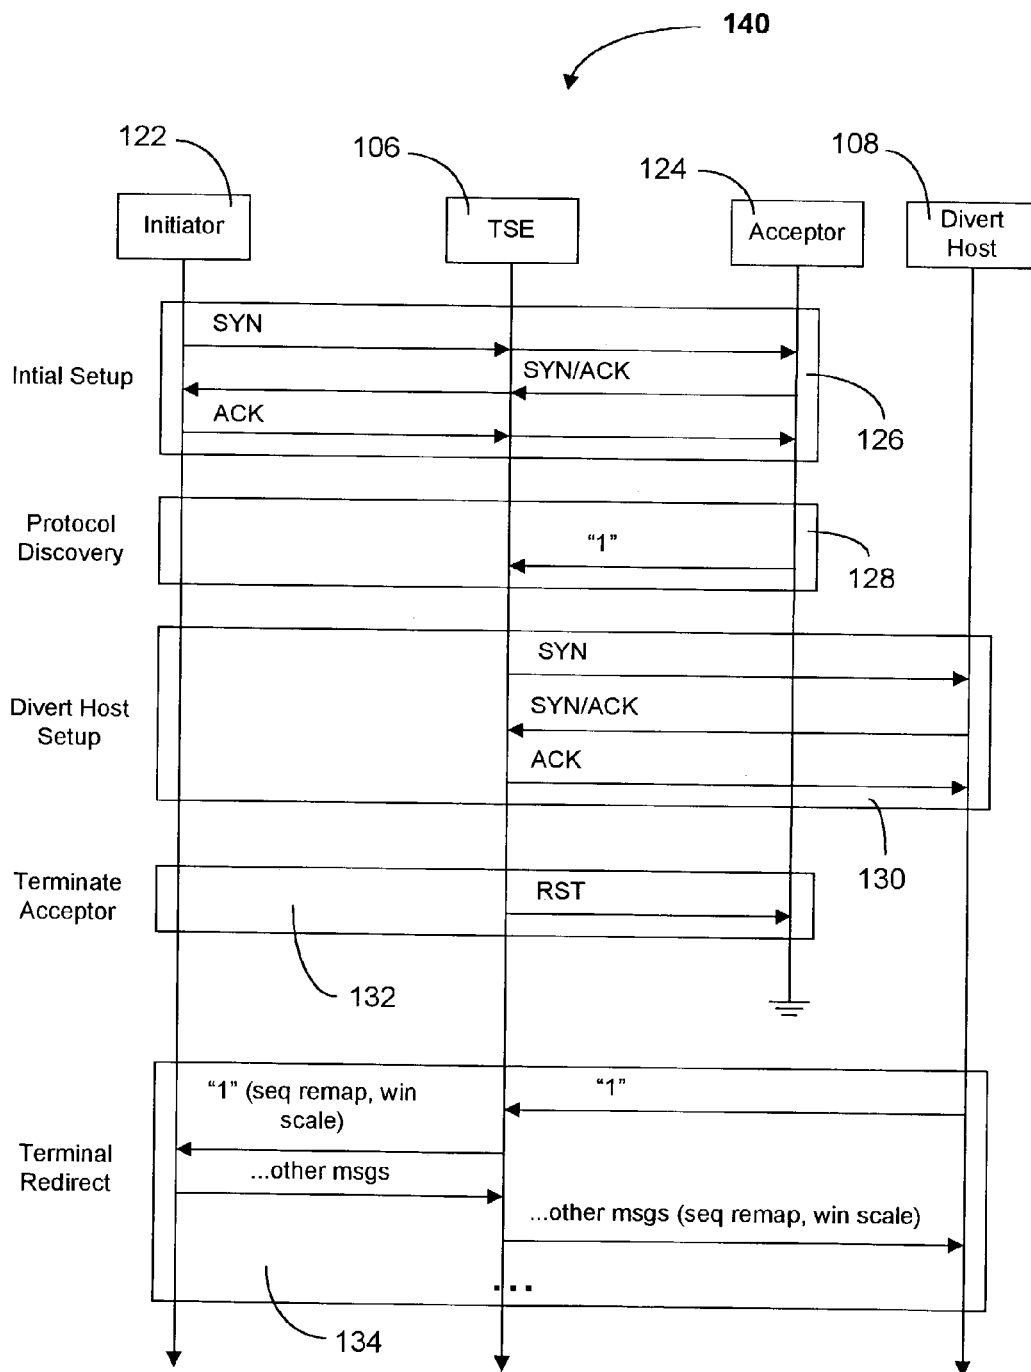 140
122
106
124
108
Initiator
TSE
Acceptor
Divert
Host
SYN
Intial Setup
SYN/ACK
ACK
126
Protocol
Discovery
"1"
128
SYN
Divert Host
Setup
SYN/ACK
ACK
130
Terminate
Acceptor
RST
132
"1" (seq remap, win
scale)
"1"
Terminal
Redirect
...other msgs
...other msgs (seq remap, win scale)
...
134